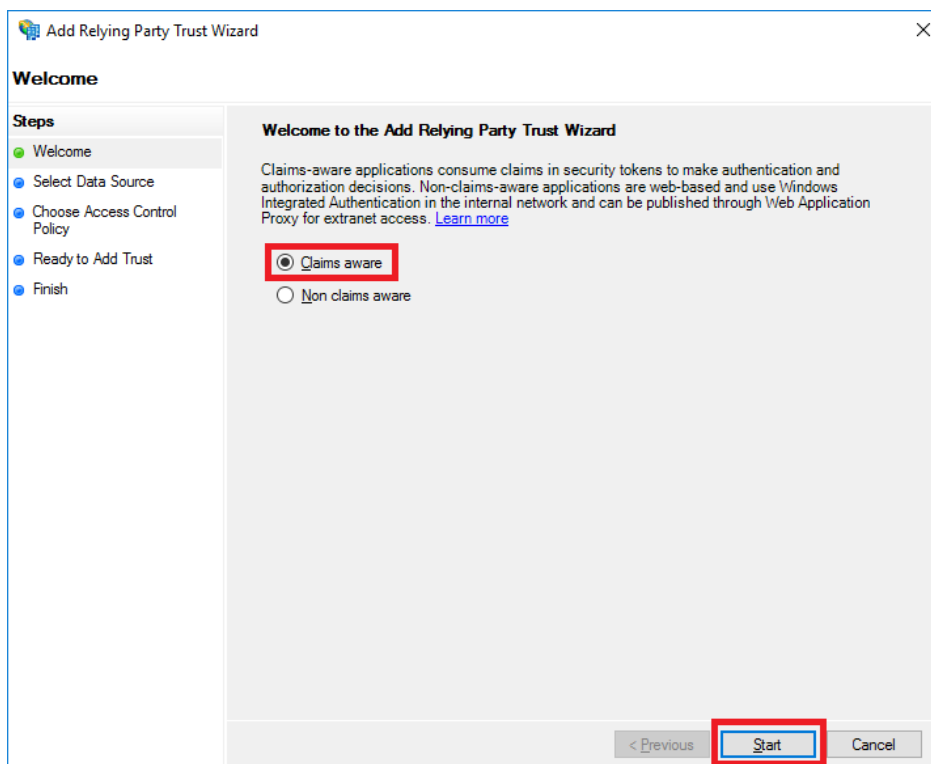 Add Relying Party Trust Wizard
Welcome
Steps
Welcome
Select Data Source
Choose Access Control
Policy
Ready to Add Trust
Finish
Welcome to the Add Relying Party Trust Wizard
Claims-aware applications consume claims in security tokens to make authentication and
authorization decisions. Non-claims-aware applications are web-based and use Windows
Integrated Authentication in the internal network and can be published through Web Application
Proxy for extranet access. Learn more
Claims aware
Non claims aware
< Previous
Start
Cancel